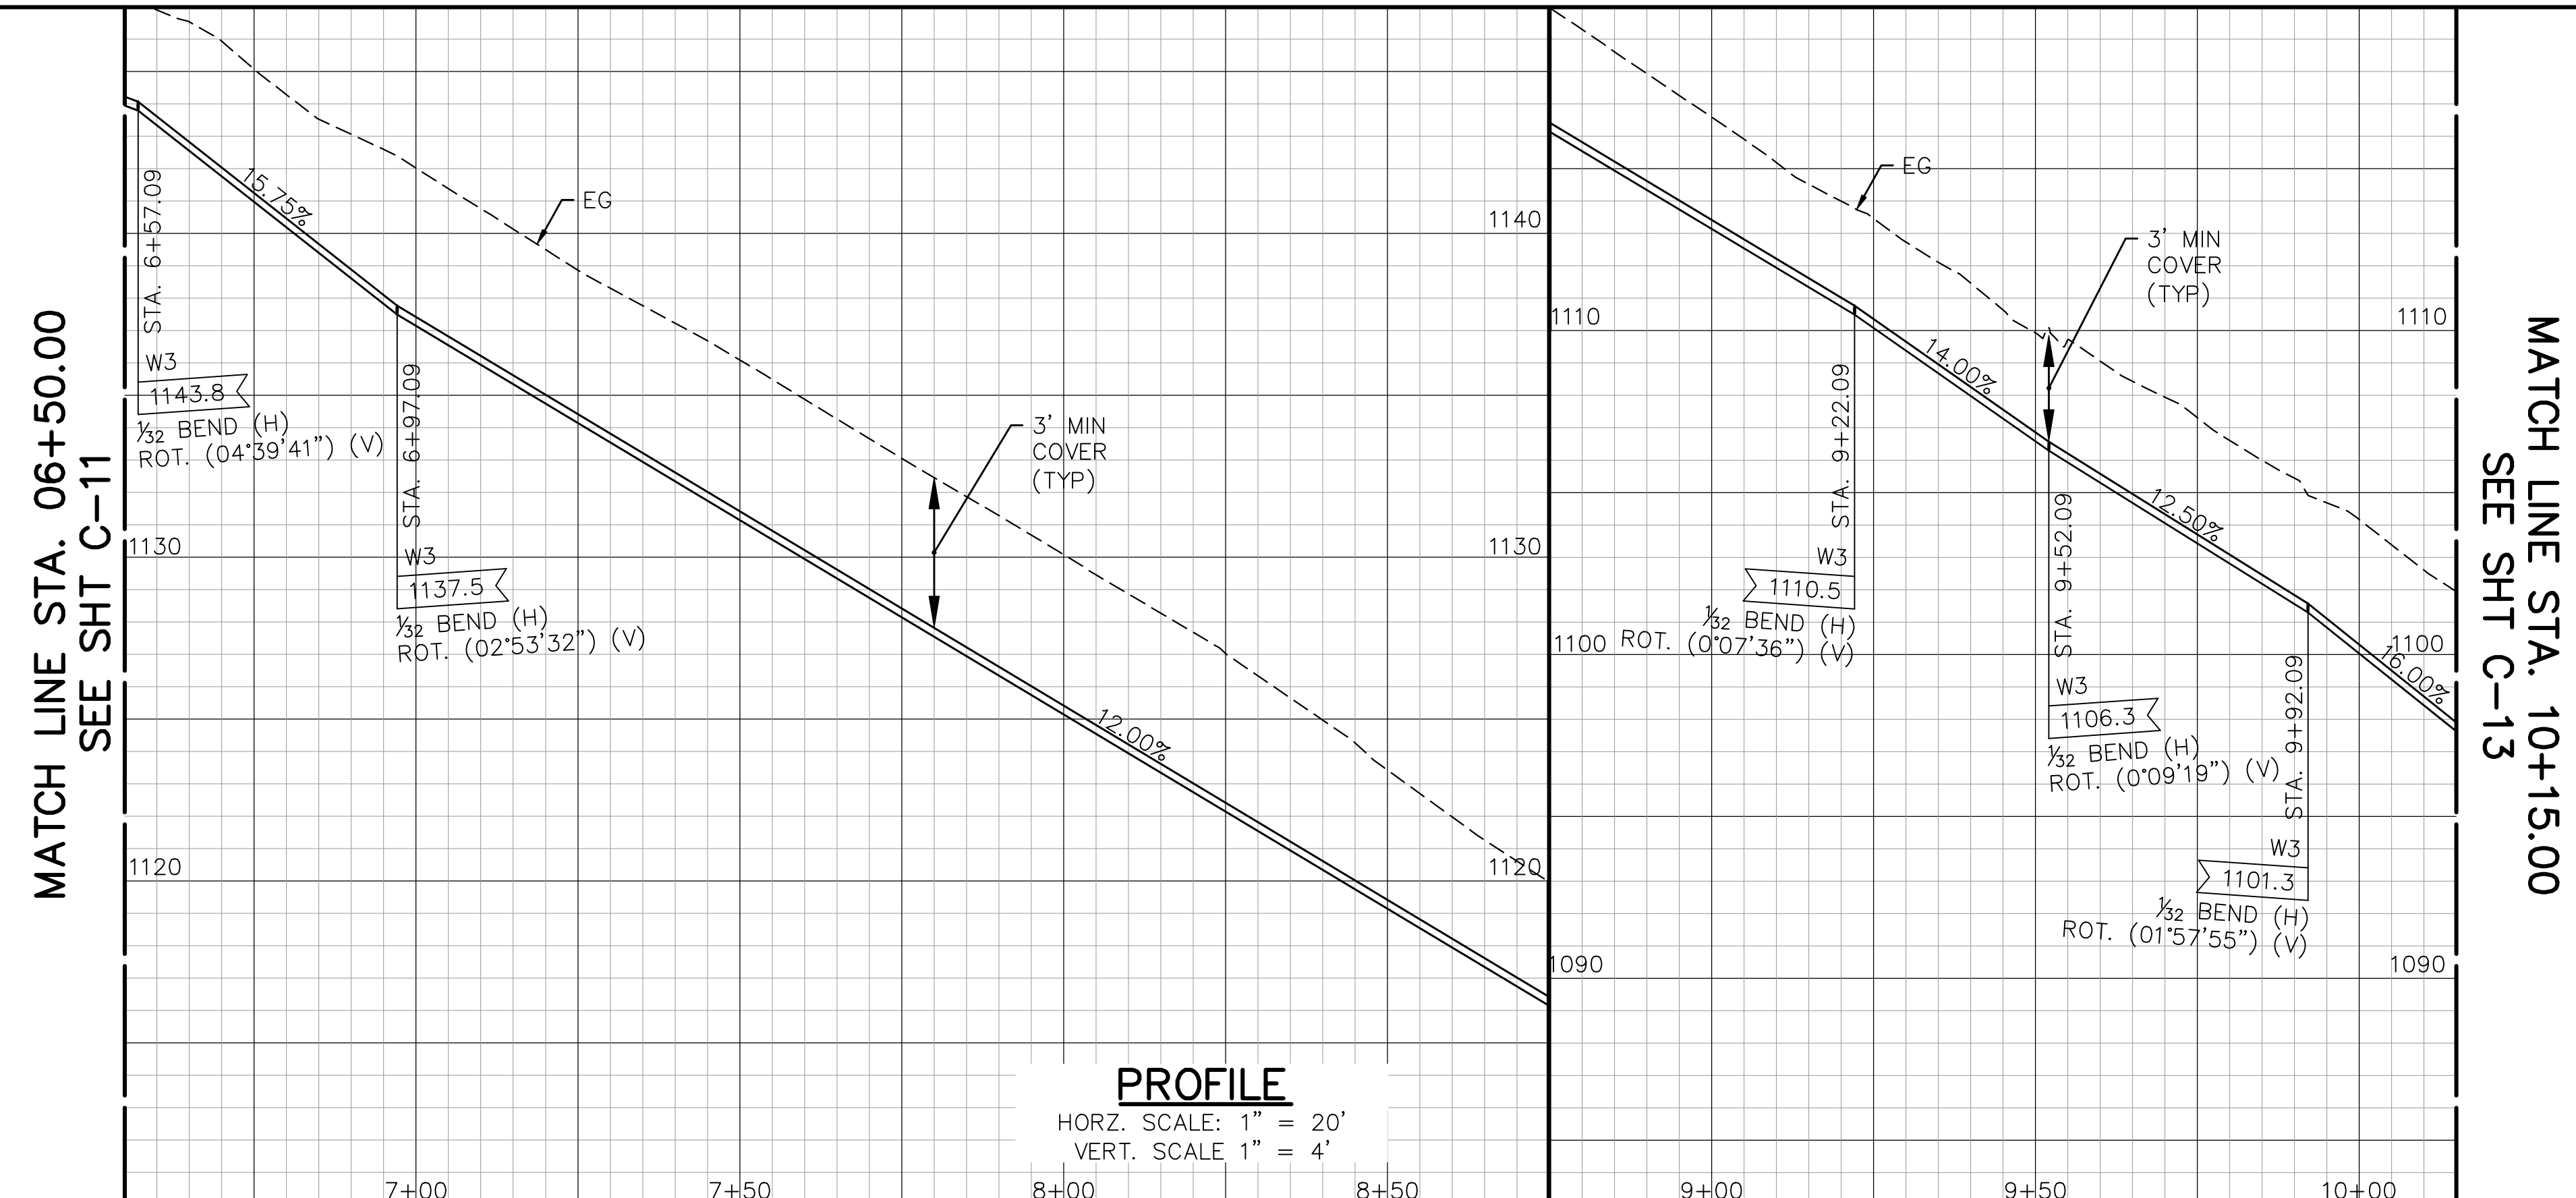 MATCH LINE STA. 06+50.00
SEE SHT C-11
15.75%
STA. 6+57.09
W3
1143.8
1/32 BEND (H)
ROT. (04°39'41") (V)
STA. 6+97.09
W3
1137.5
1/32 BEND (H)
ROT. (02°53'32") (V)
EG
3' MIN
COVER
(TYP)
12.00%
1130
1120
1140
1130
1120
PROFILE
HORZ. SCALE: 1" = 20'
VERT. SCALE 1" = 4'
7+00
7+50
8+00
8+50
EG
3' MIN
COVER
(TYP)
1110
1100
1090
STA. 9+22.09
W3
1110.5
1/32 BEND (H)
ROT. (0°07'36") (V)
14.00%
STA. 9+52.09
W3
1106.3
1/32 BEND (H)
ROT. (0°09'19") (V)
12.50%
STA. 9+92.09
W3
1101.3
1/32 BEND (H)
ROT. (01°57'55") (V)
16.00%
1110
1100
1090
9+00
9+50
10+00
MATCH LINE STA. 10+15.00
SEE SHT C-13